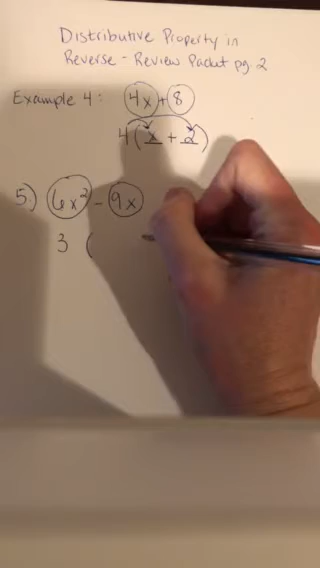 Distributive Property in
Reverse - Review Packet pg. 2
Example 4: 4x + 8
4(x + 2)
5.) 6x² - 9x
3 (